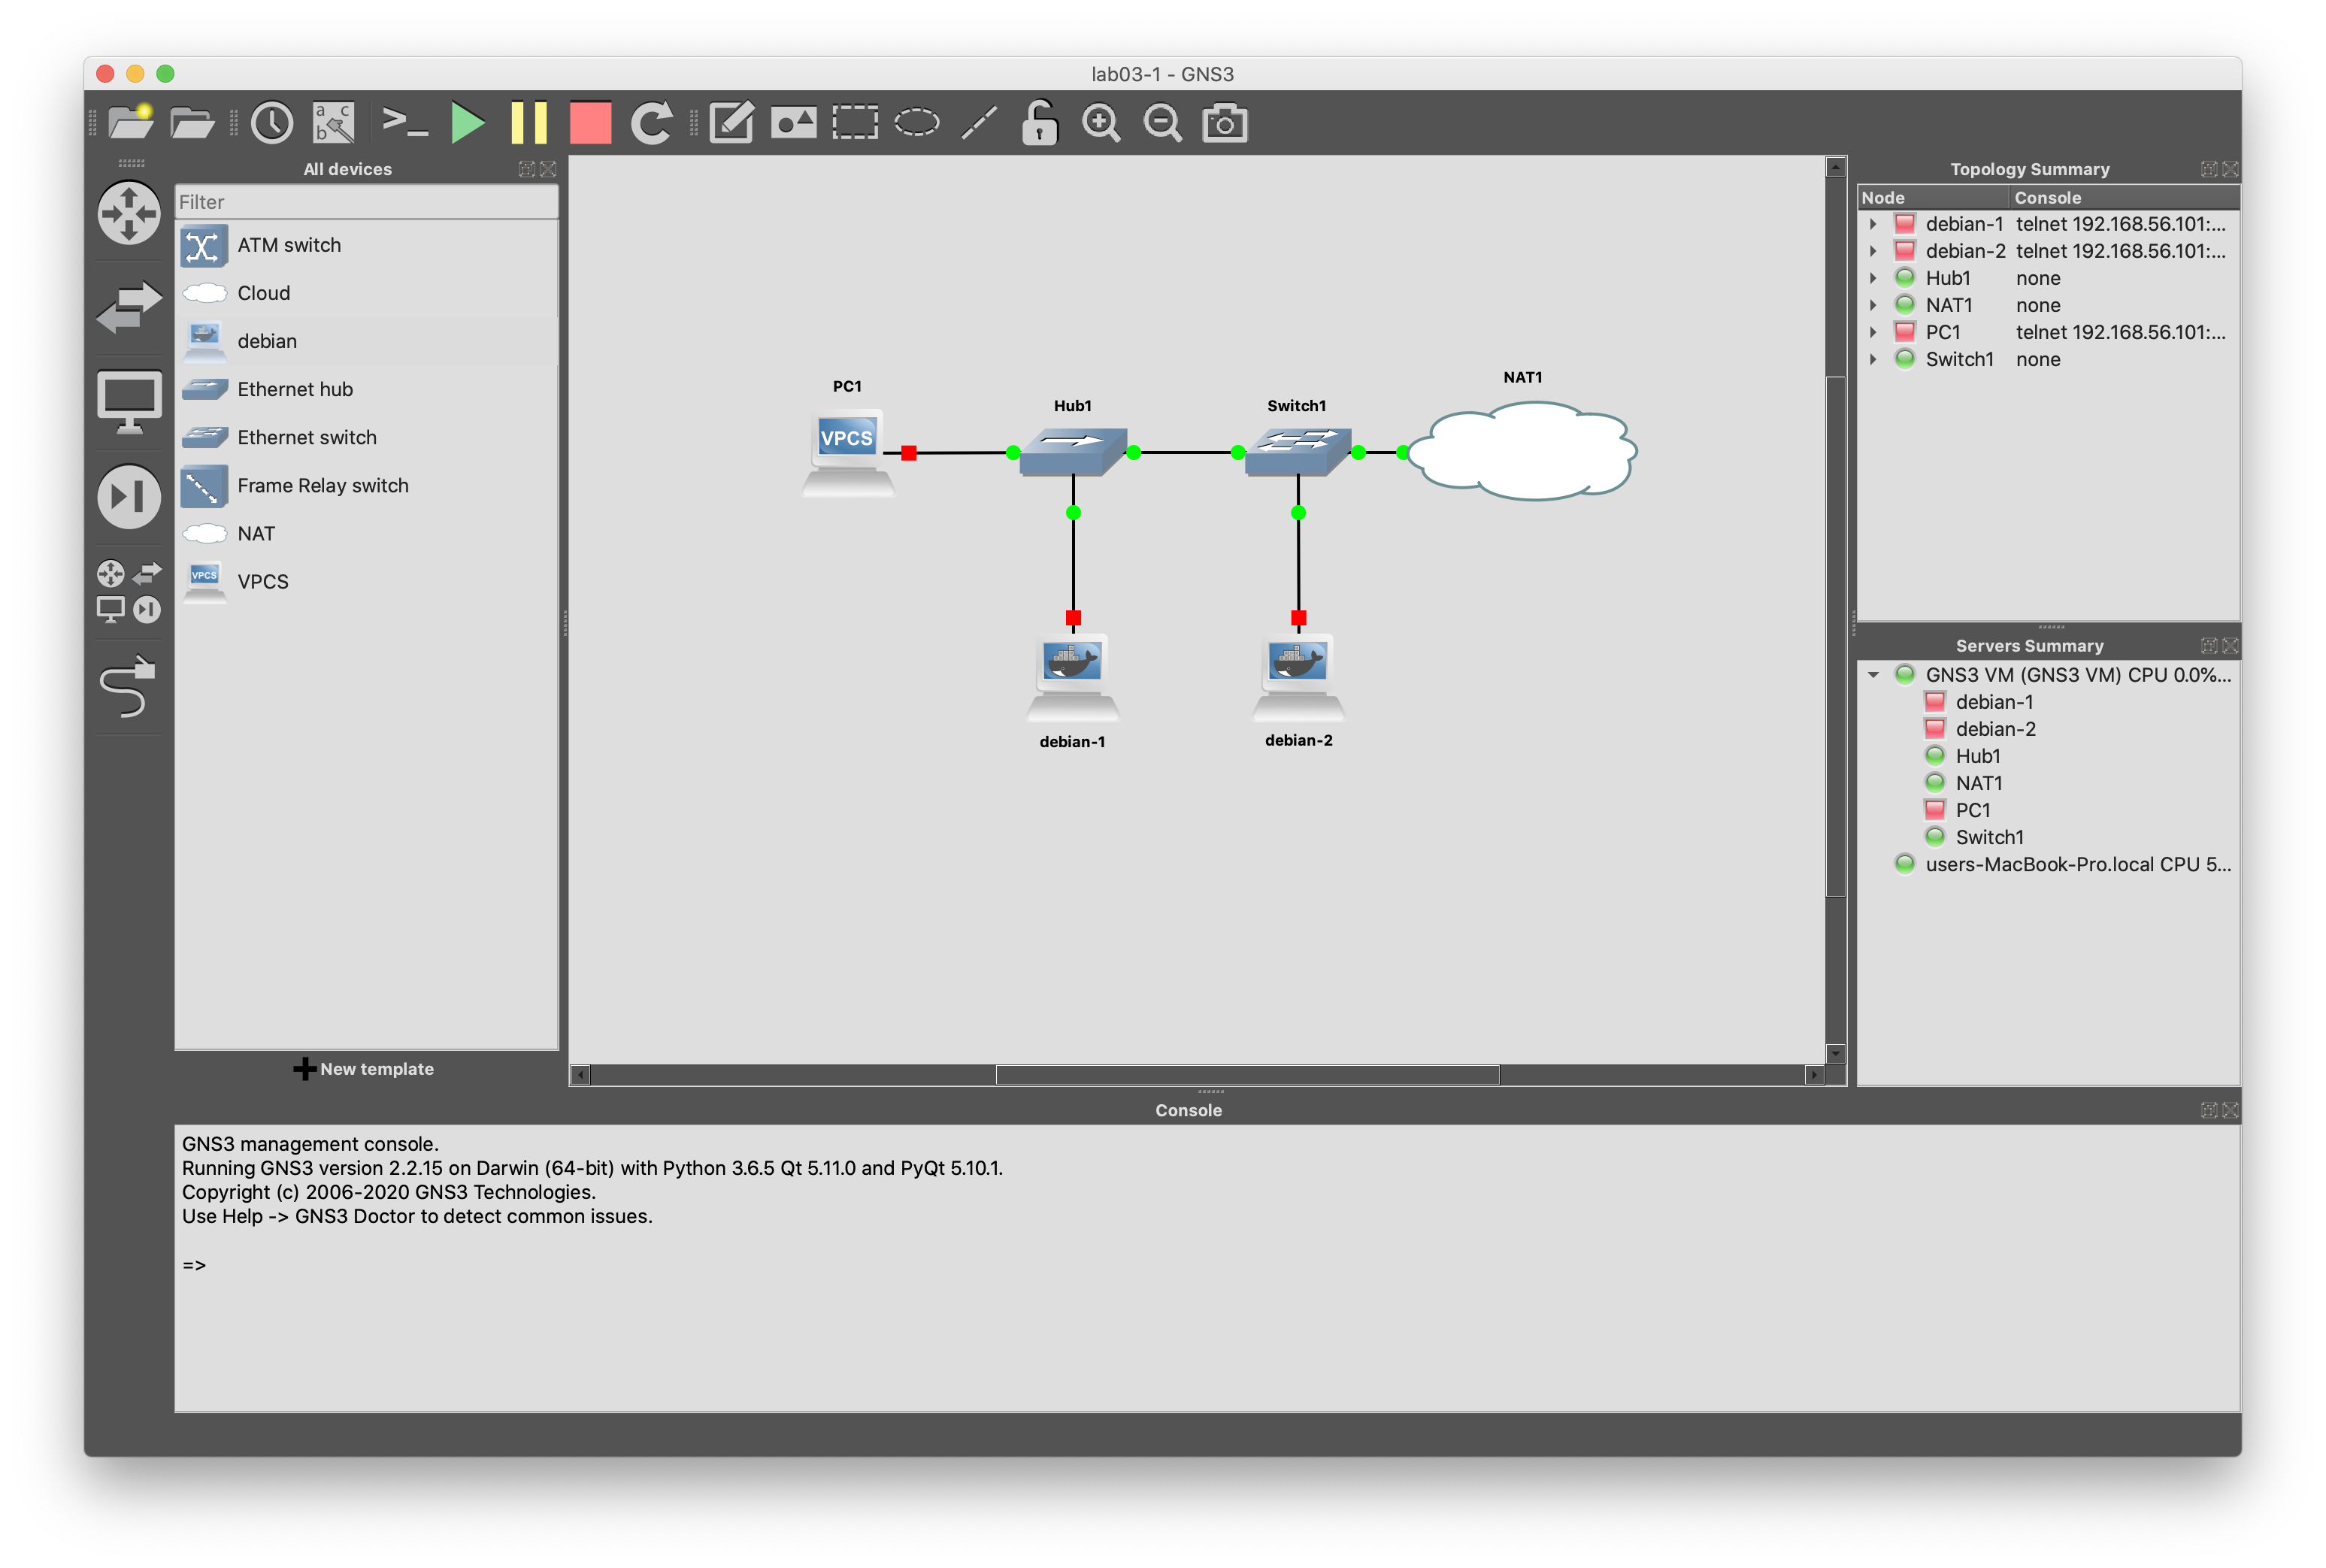 lab03-1 - GNS3
a c
b
>_
All devices
Filter
ATM switch
Cloud
debian
Ethernet hub
Ethernet switch
Frame Relay switch
NAT
VPCS
VPCS
New template
PC1
VPCS
Hub1
Switch1
NAT1
debian-1
debian-2
Topology Summary
Node Console
debian-1 telnet 192.168.56.101:...
debian-2 telnet 192.168.56.101:...
Hub1 none
NAT1 none
PC1 telnet 192.168.56.101:...
Switch1 none
Servers Summary
GNS3 VM (GNS3 VM) CPU 0.0%...
debian-1
debian-2
Hub1
NAT1
PC1
Switch1
users-MacBook-Pro.local CPU 5...
Console
GNS3 management console.
Running GNS3 version 2.2.15 on Darwin (64-bit) with Python 3.6.5 Qt 5.11.0 and PyQt 5.10.1.
Copyright (c) 2006-2020 GNS3 Technologies.
Use Help -> GNS3 Doctor to detect common issues.
=>